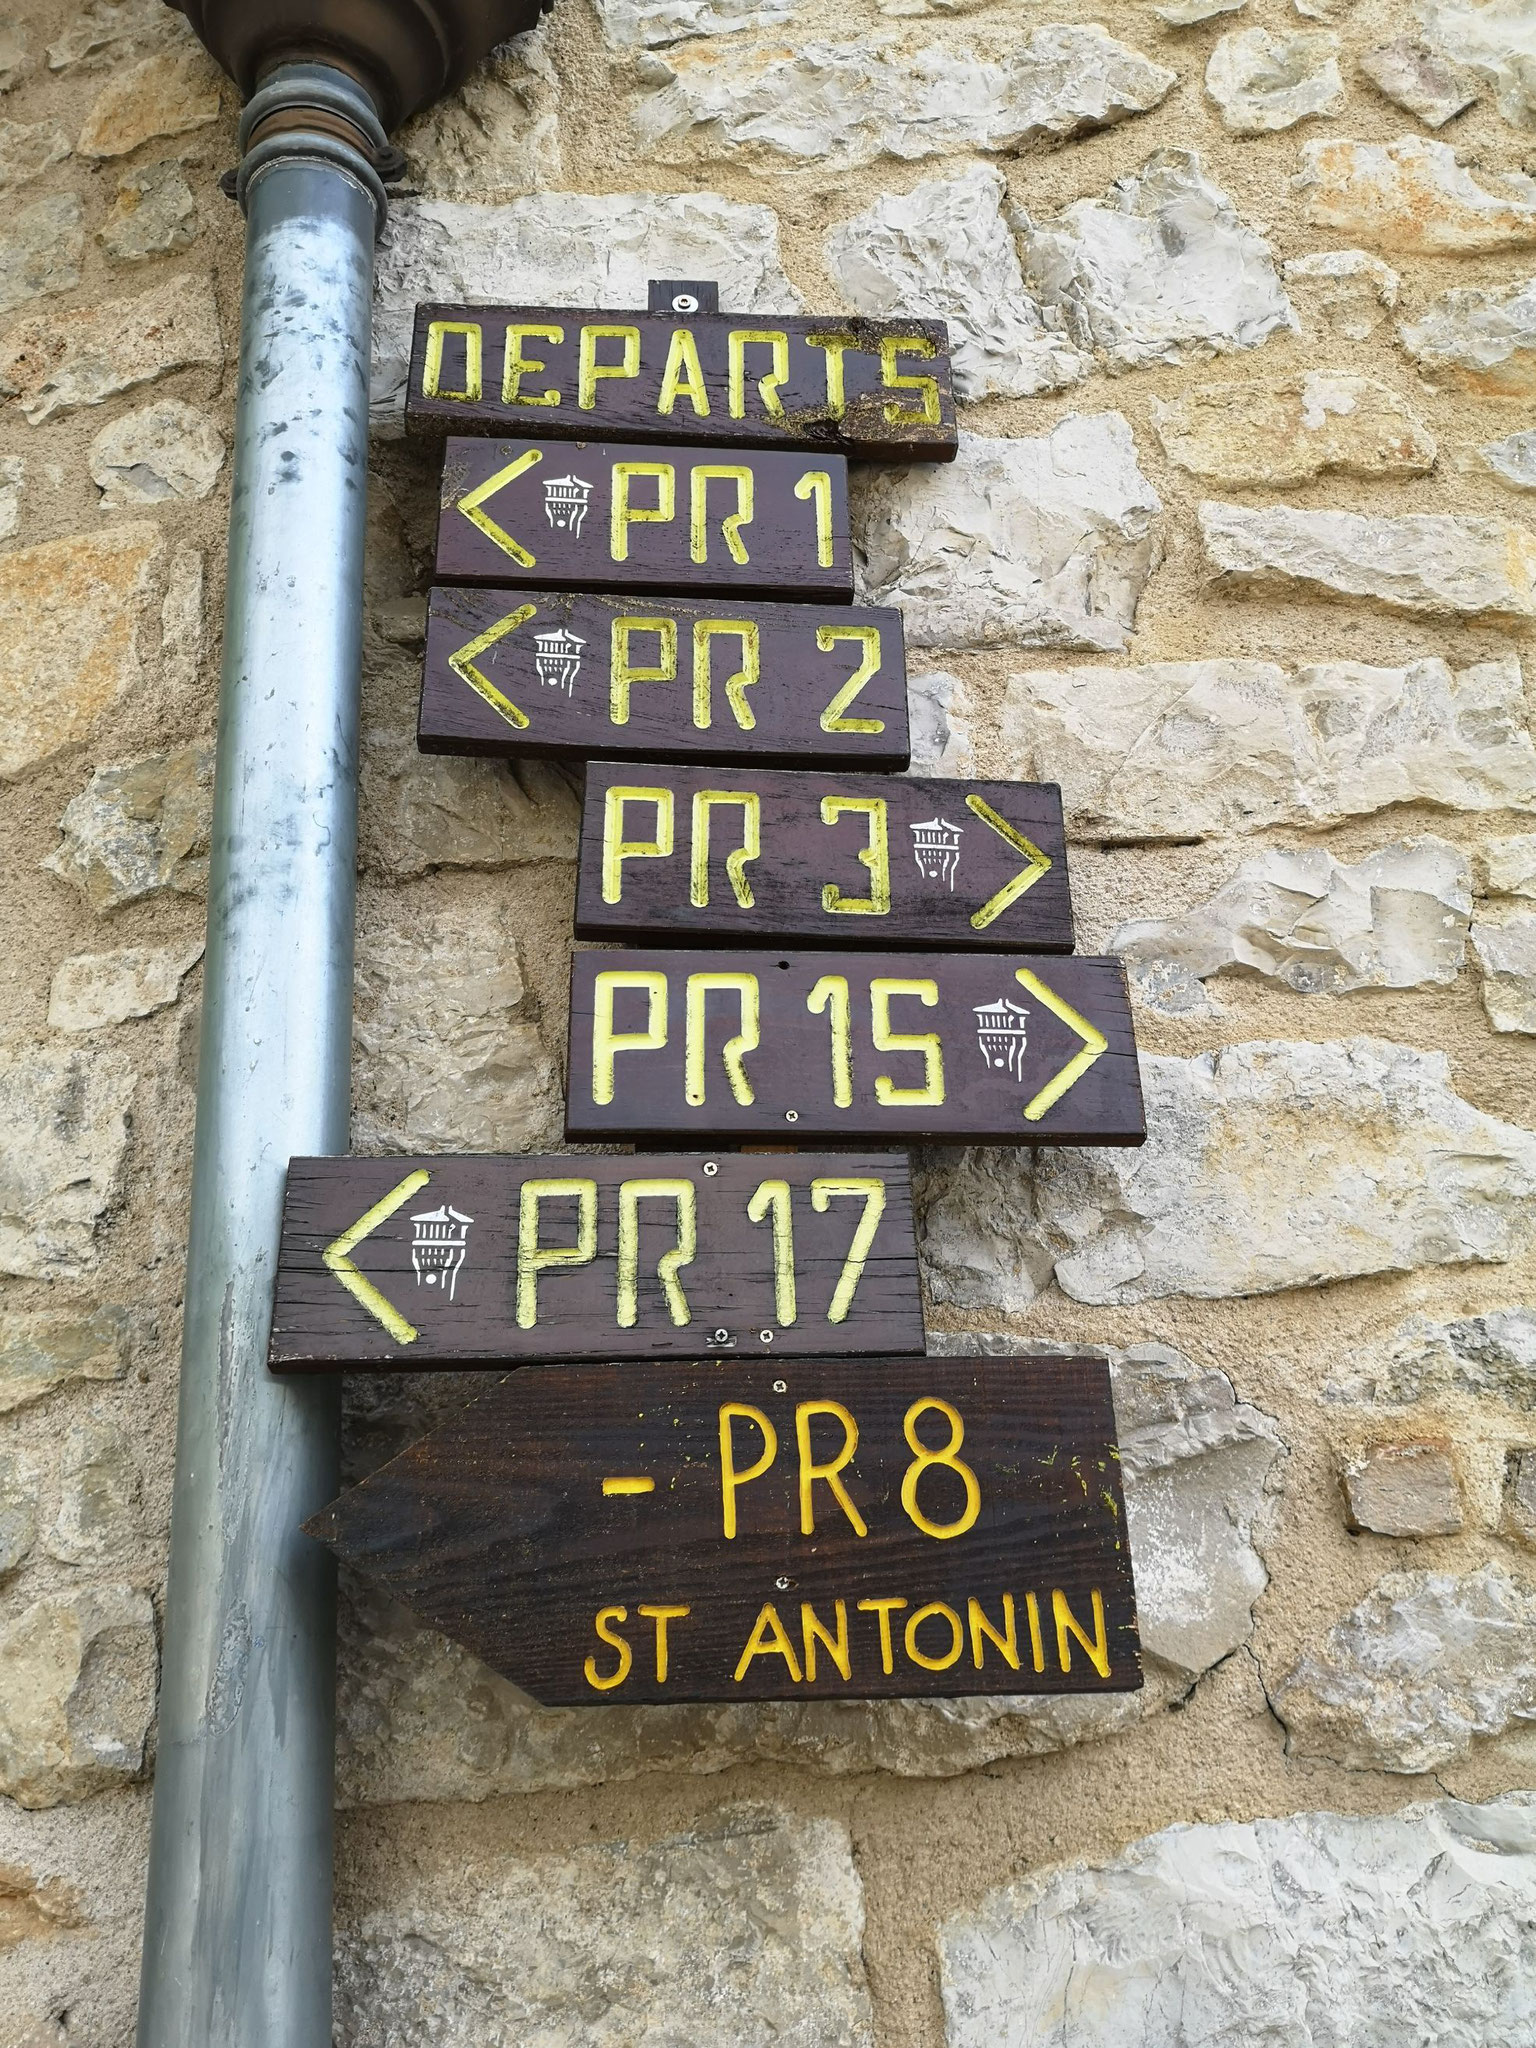 DEPARTS
< PR 1
< PR 2
PR 3 >
PR 15 >
< PR 17
- PR 8
ST ANTONIN